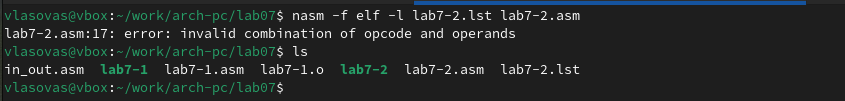 vlasovas@vbox:~/work/arch-pc/lab07$ nasm -f elf -l lab7-2.lst lab7-2.asm
lab7-2.asm:17: error: invalid combination of opcode and operands
vlasovas@vbox:~/work/arch-pc/lab07$ ls
in_out.asm  lab7-1  lab7-1.asm  lab7-1.o  lab7-2  lab7-2.asm  lab7-2.lst
vlasovas@vbox:~/work/arch-pc/lab07$